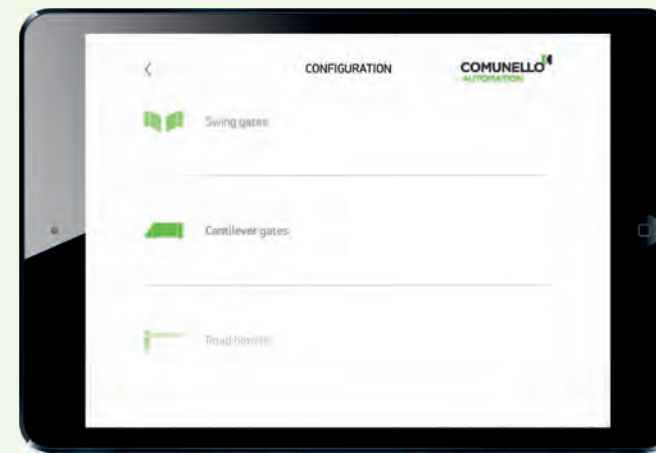 CONFIGURATION
COMUNELLO
AUTOMATION
Swing gates
Cantilever gates
Road barrier